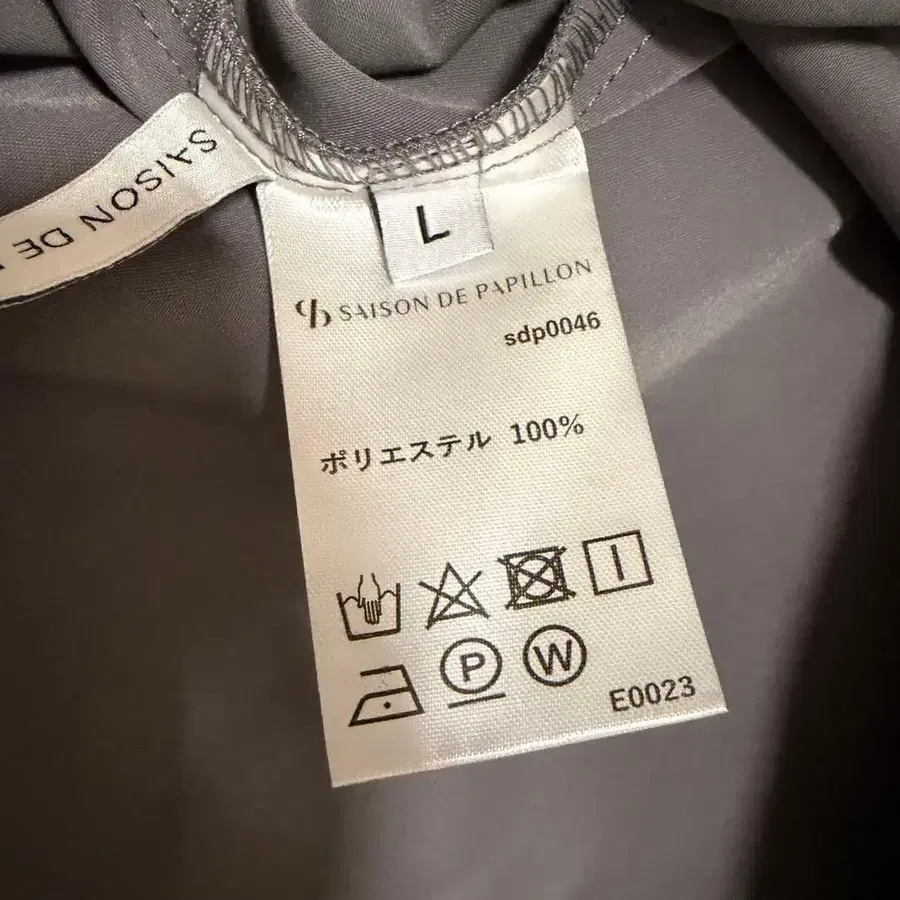 SAISON DE
L
SAISON DE PAPILLON
sdp0046
ポリエステル 100%
P W
E0023